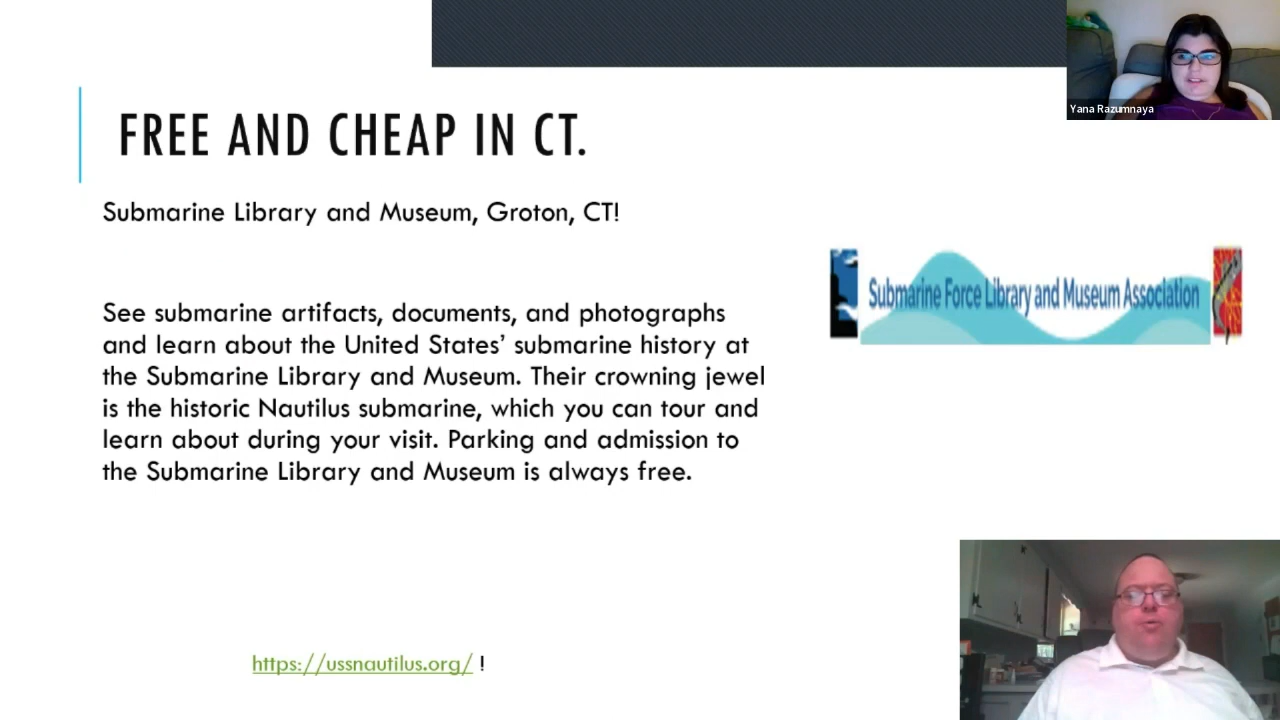 Yana Razumnaya
FREE AND CHEAP IN CT.
Submarine Library and Museum, Groton, CT!
See submarine artifacts, documents, and photographs
and learn about the United States’ submarine history at
the Submarine Library and Museum. Their crowning jewel
is the historic Nautilus submarine, which you can tour and
learn about during your visit. Parking and admission to
the Submarine Library and Museum is always free.
Submarine Force Library and Museum Association
https://ussnautilus.org/ !